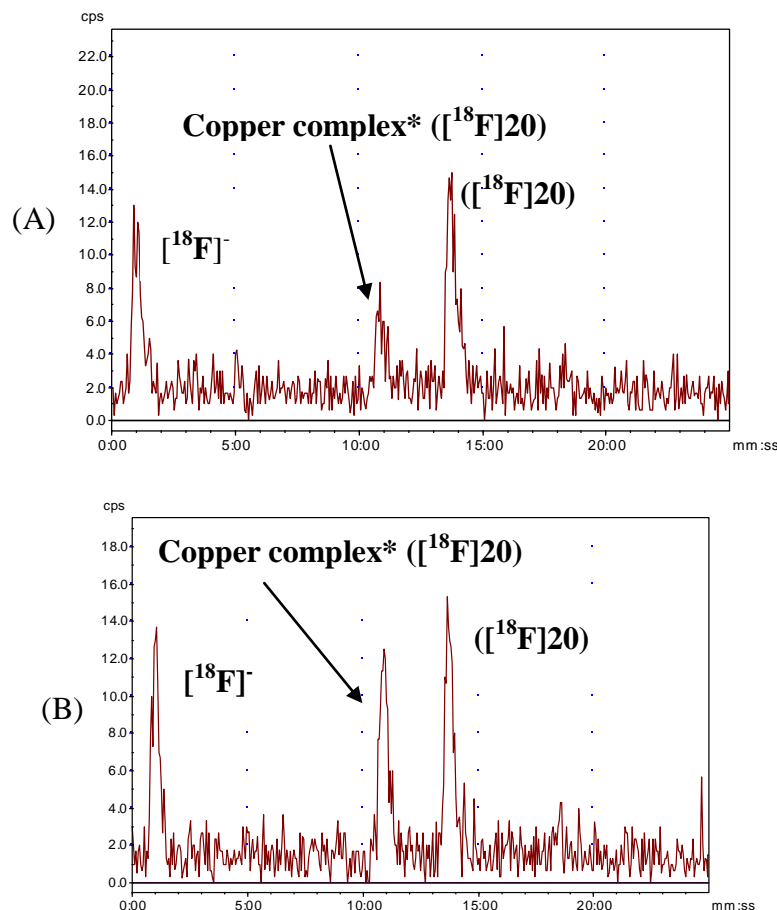 cps
22.0
20.0
18.0
16.0
14.0
12.0
10.0
8.0
6.0
4.0
2.0
0.0
0:00 5:00 10:00 15:00 20:00 mm:ss
(A)
Copper complex* ([¹⁸F]20)
([¹⁸F]20)
[¹⁸F]⁻
cps
18.0
16.0
14.0
12.0
10.0
8.0
6.0
4.0
2.0
0.0
0:00 5:00 10:00 15:00 20:00 mm:ss
(B)
Copper complex* ([¹⁸F]20)
([¹⁸F]20)
[¹⁸F]⁻